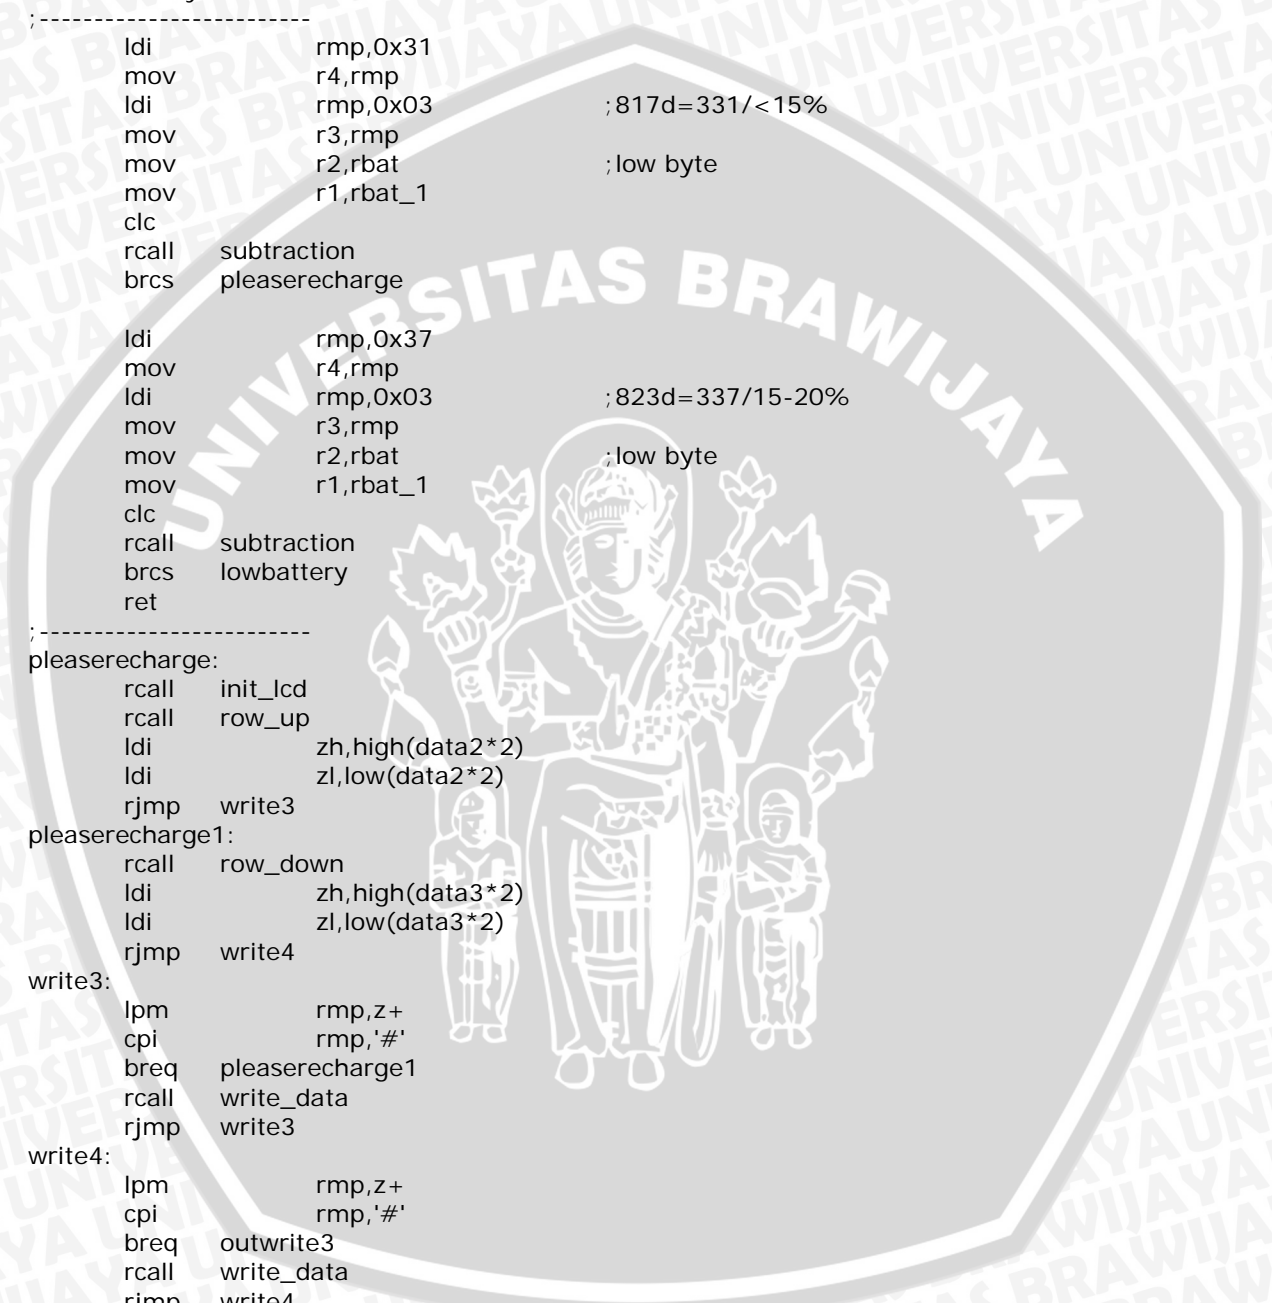 ;-------------------------
ldi rmp,0x31
mov r4,rmp
ldi rmp,0x03 ;817d=331/<15%
mov r3,rmp
mov r2,rbat ;low byte
mov r1,rbat_1
clc
rcall subtraction
brcs pleaserecharge
ldi rmp,0x37
mov r4,rmp
ldi rmp,0x03 ;823d=337/15-20%
mov r3,rmp
mov r2,rbat ;low byte
mov r1,rbat_1
clc
rcall subtraction
brcs lowbattery
ret
;-------------------------
pleaserecharge:
rcall init_lcd
rcall row_up
ldi zh,high(data2*2)
ldi zl,low(data2*2)
rjmp write3
pleaserecharge1:
rcall row_down
ldi zh,high(data3*2)
ldi zl,low(data3*2)
rjmp write4
write3:
lpm rmp,z+
cpi rmp,'#'
breq pleaserecharge1
rcall write_data
rjmp write3
write4:
lpm rmp,z+
cpi rmp,'#'
breq outwrite3
rcall write_data
rjmp write4
UNIVERSITAS BRAWIJAYA